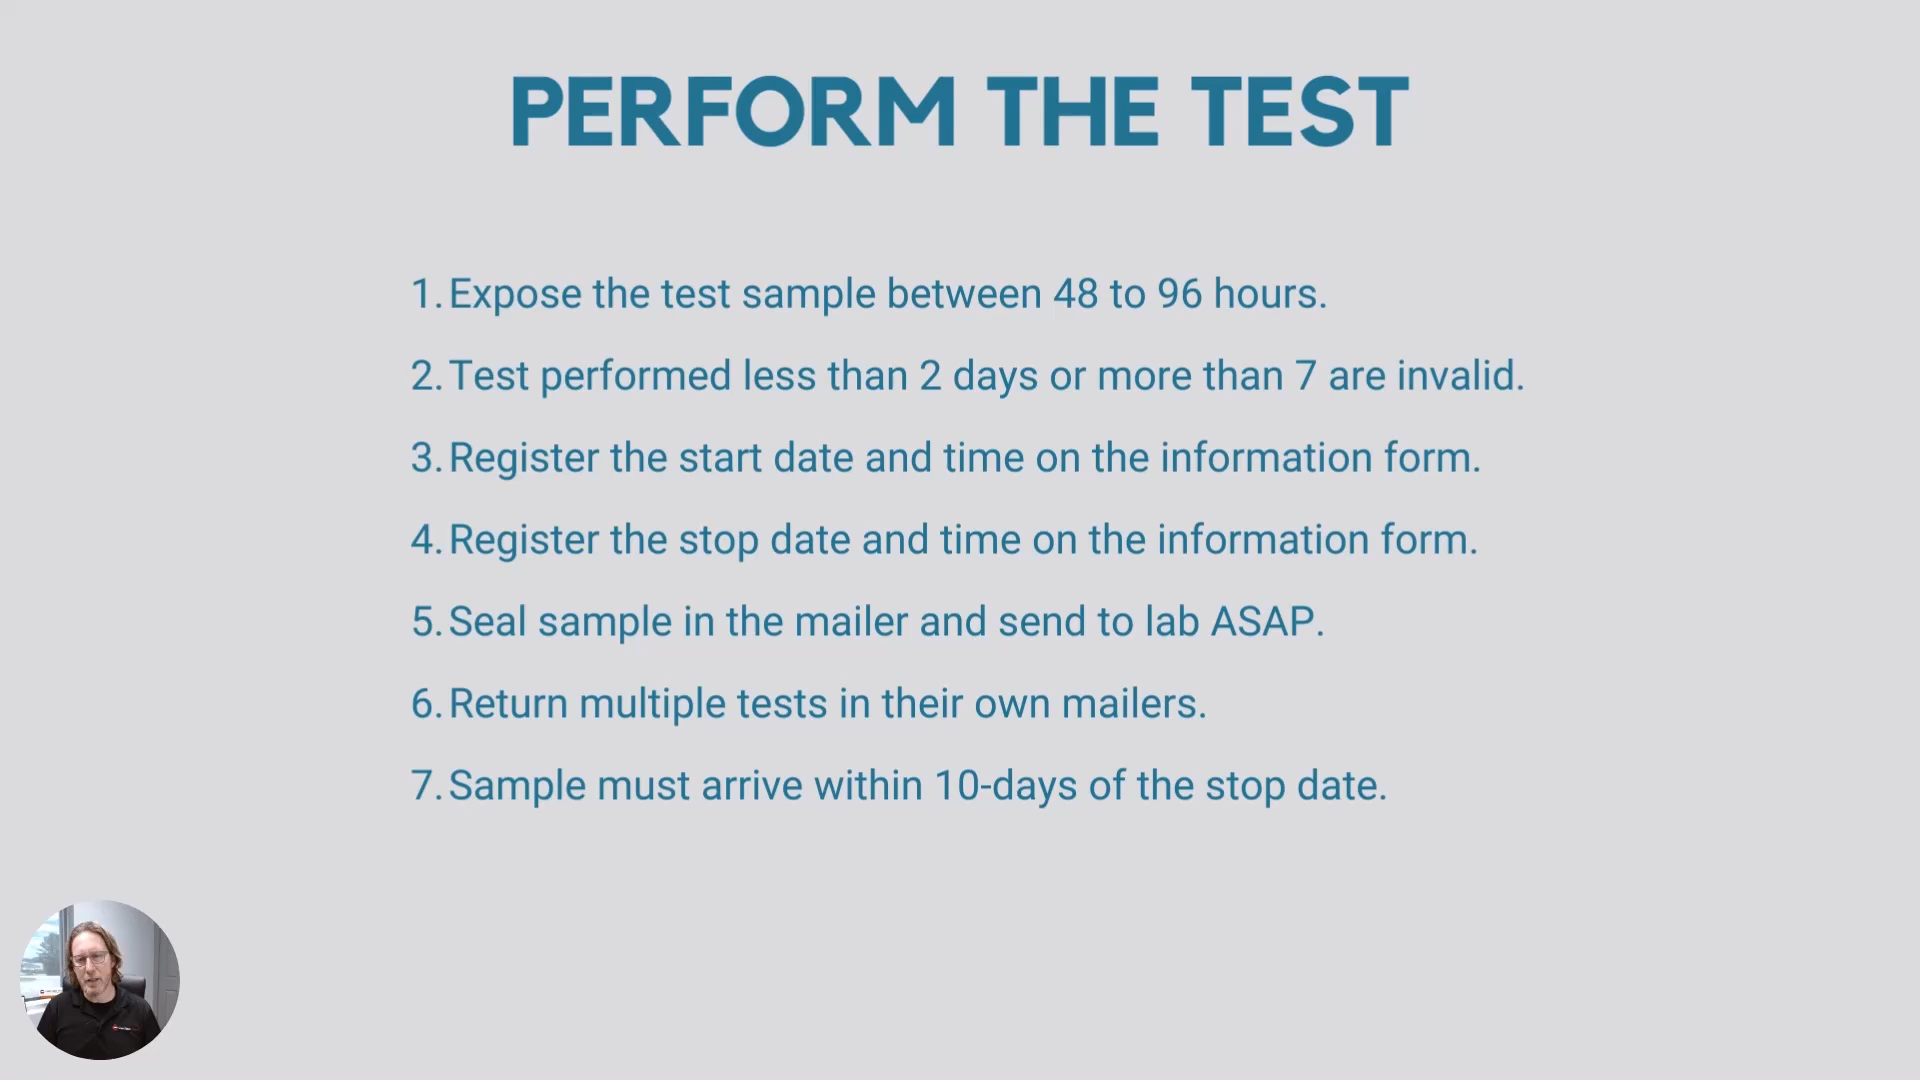 PERFORM THE TEST
1. Expose the test sample between 48 to 96 hours.
2. Test performed less than 2 days or more than 7 are invalid.
3. Register the start date and time on the information form.
4. Register the stop date and time on the information form.
5. Seal sample in the mailer and send to lab ASAP.
6. Return multiple tests in their own mailers.
7. Sample must arrive within 10-days of the stop date.